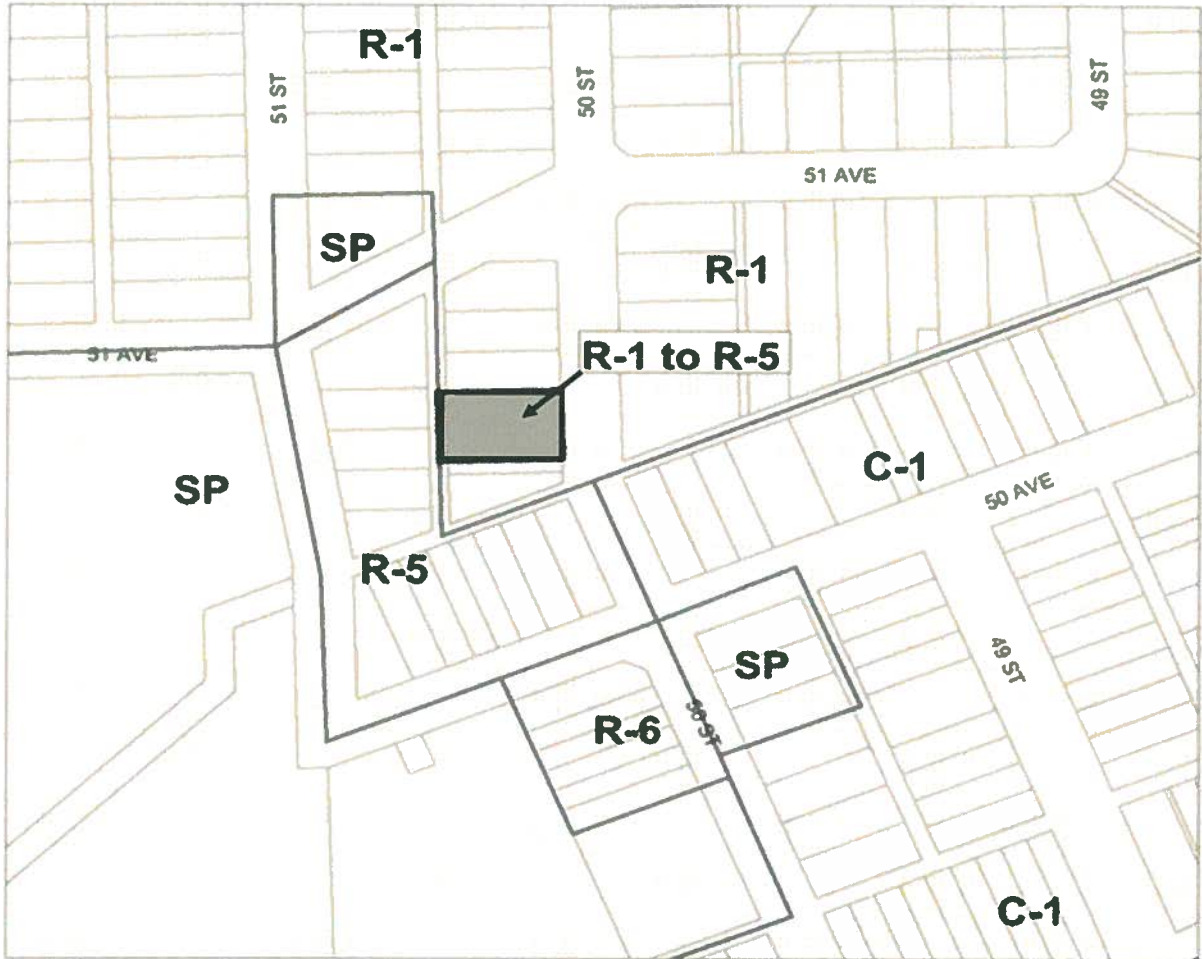 R-1
51 ST
50 ST
49 ST
51 AVE
SP
R-1
51 AVE
R-1 to R-5
SP
C-1
50 AVE
R-5
SP
49 ST
R-6
50 ST
C-1